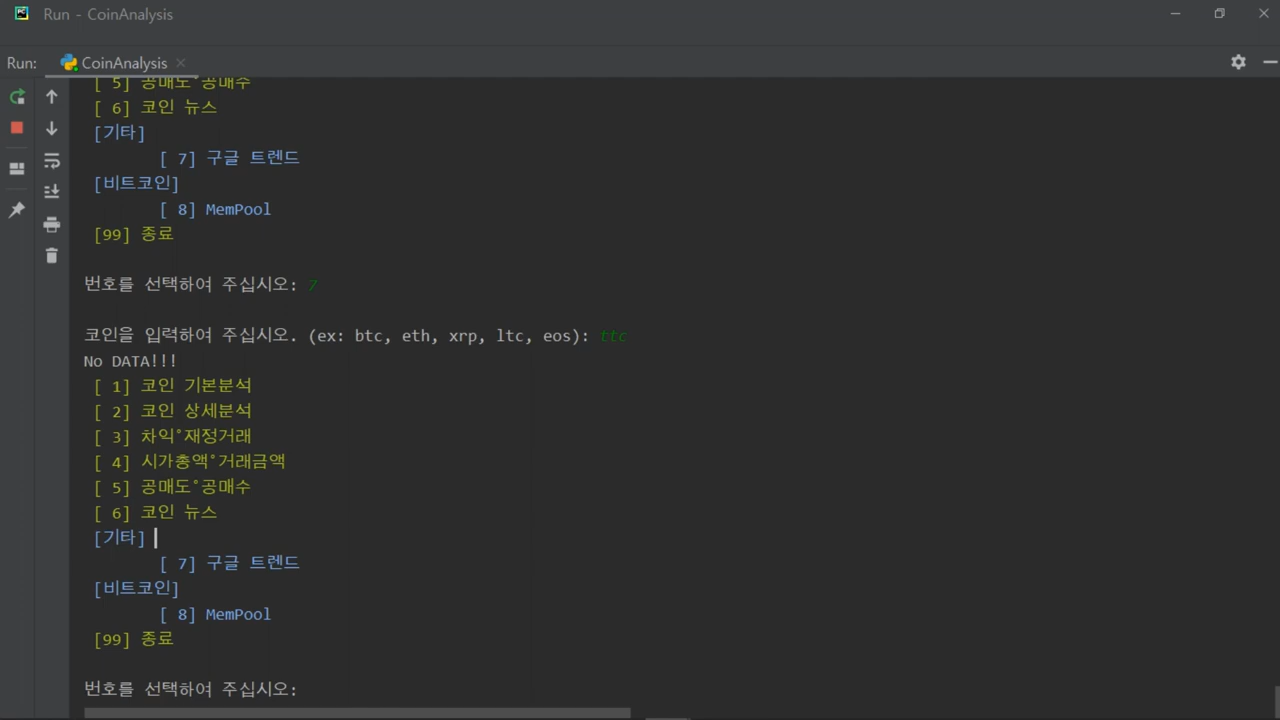 Run - CoinAnalysis
Run: CoinAnalysis
[ 5] 공매도°공매수
[ 6] 코인 뉴스
[기타]
[ 7] 구글 트렌드
[비트코인]
[ 8] MemPool
[99] 종료
번호를 선택하여 주십시오: 7
코인을 입력하여 주십시오. (ex: btc, eth, xrp, ltc, eos): ttc
No DATA!!!
[ 1] 코인 기본분석
[ 2] 코인 상세분석
[ 3] 차익°재정거래
[ 4] 시가총액°거래금액
[ 5] 공매도°공매수
[ 6] 코인 뉴스
[기타]
[ 7] 구글 트렌드
[비트코인]
[ 8] MemPool
[99] 종료
번호를 선택하여 주십시오: